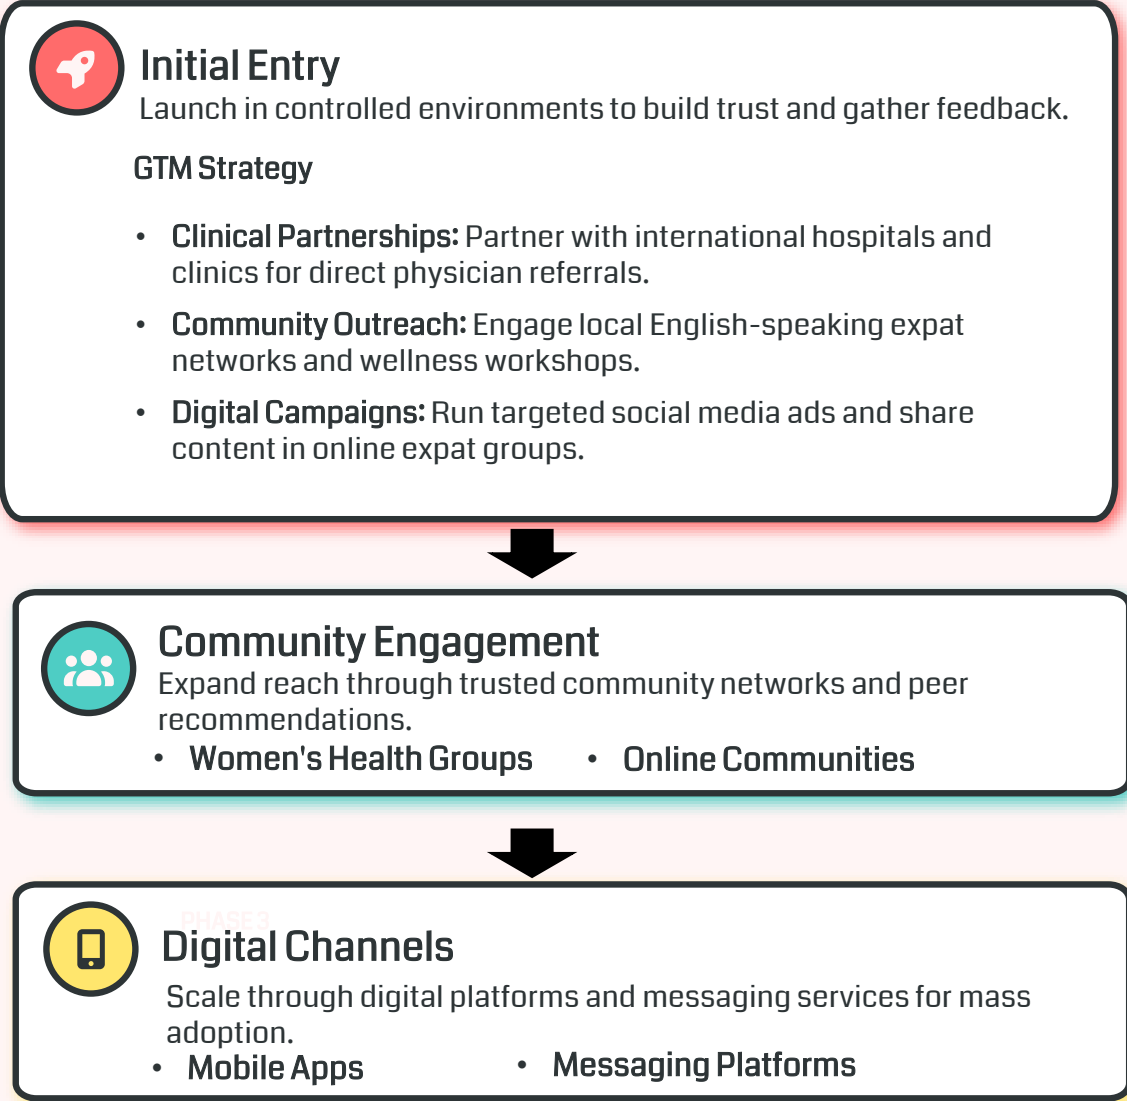 Initial Entry
Launch in controlled environments to build trust and gather feedback.
GTM Strategy
• Clinical Partnerships: Partner with international hospitals and
clinics for direct physician referrals.
• Community Outreach: Engage local English-speaking expat
networks and wellness workshops.
• Digital Campaigns: Run targeted social media ads and share
content in online expat groups.
Community Engagement
Expand reach through trusted community networks and peer
recommendations.
• Women's Health Groups • Online Communities
PHASE 3
Digital Channels
Scale through digital platforms and messaging services for mass
adoption.
• Mobile Apps • Messaging Platforms